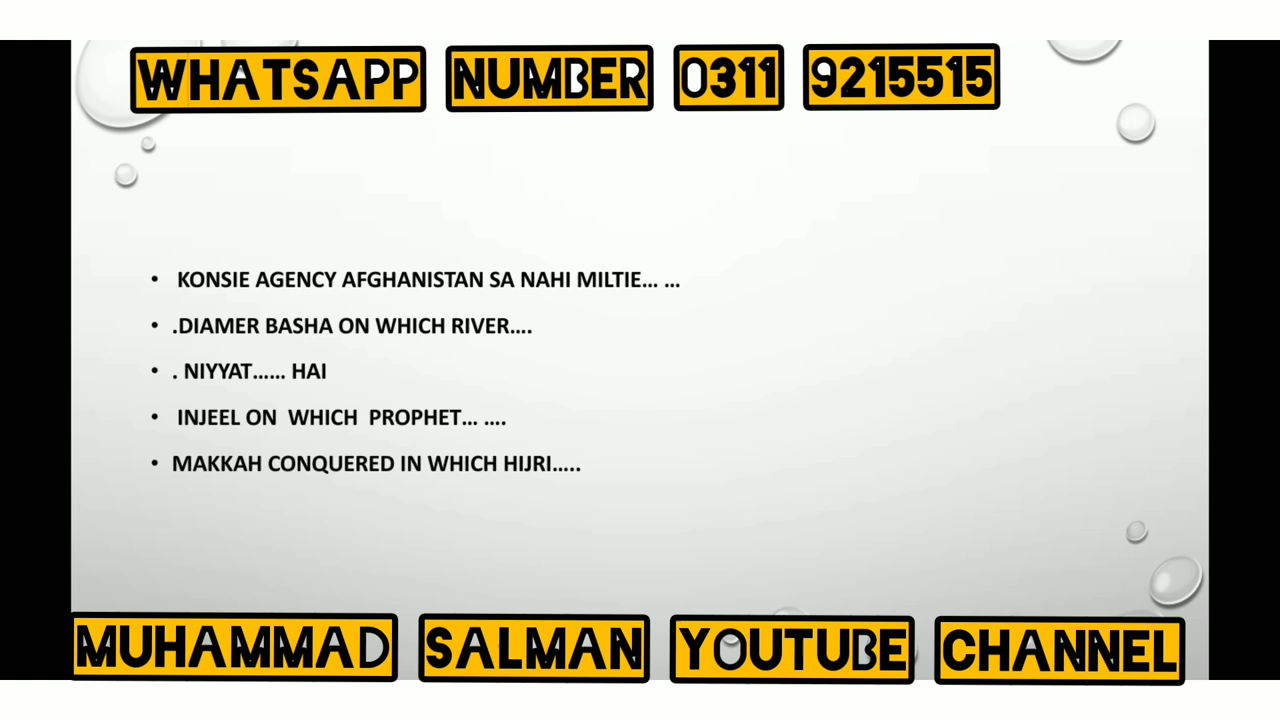 WHATSAPP NUMBER 0311 9215515
• KONSIE AGENCY AFGHANISTAN SA NAHI MILTIE... ...
• .DIAMER BASHA ON WHICH RIVER....
• . NIYYAT...... HAI
• INJEEL ON WHICH PROPHET... ....
• MAKKAH CONQUERED IN WHICH HIJRI.....
MUHAMMAD SALMAN YOUTUBE CHANNEL